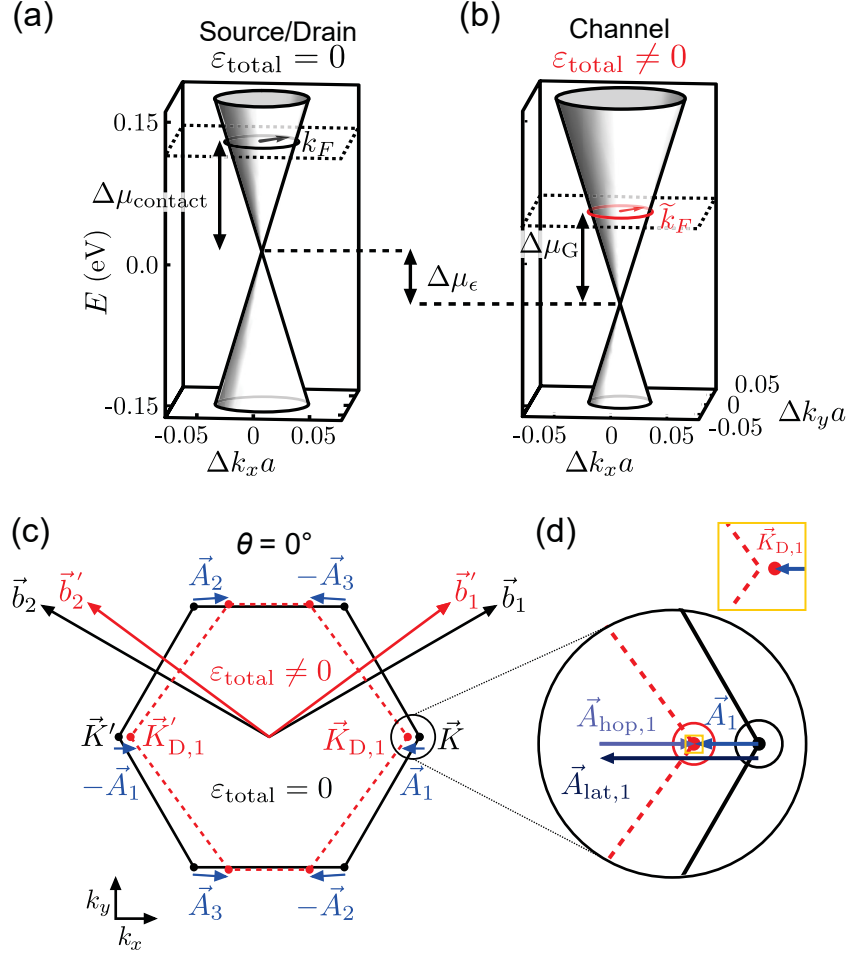 (a)
Source/Drain
ε_total = 0
0.15
k_F
Δμ_contact
E (eV)
0.0
-0.15
-0.05
0
0.05
Δk_x a
Δμ_ϵ
(b)
Channel
ε_total ≠ 0
k̃_F
Δμ_G
0.05
0
-0.05
Δk_y a
-0.05
0
0.05
Δk_x a
(c)
θ = 0°
A⃗_2
-A⃗_3
b⃗_2
b⃗′_2
b⃗′_1
b⃗_1
ε_total ≠ 0
K⃗′
K⃗′_D,1
K⃗_D,1
K⃗
-A⃗_1
ε_total = 0
A⃗_1
k_y
k_x
A⃗_3
-A⃗_2
(d)
K⃗_D,1
A⃗_hop,1
A⃗_1
A⃗_lat,1